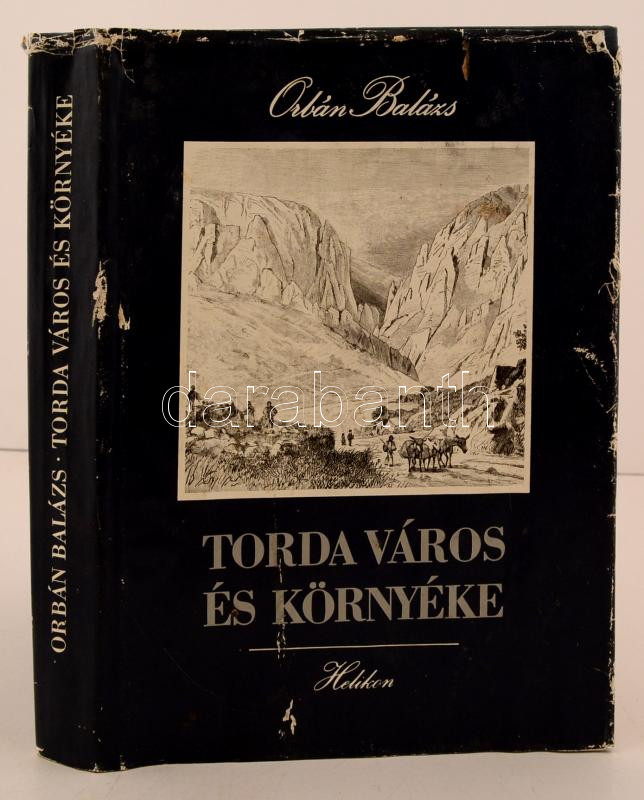 Orbán Balázs
TORDA VÁROS
ÉS KÖRNYÉKE
Helikon
ORBÁN BALÁZS · TORDA VÁROS ÉS KÖRNYÉKE
darabanth